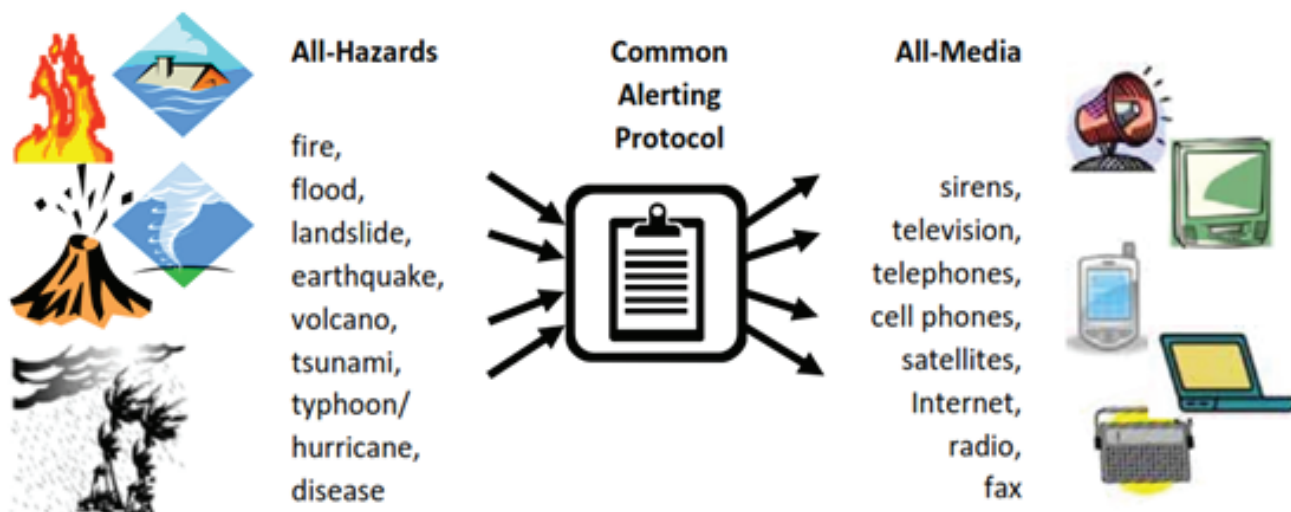 All-Hazards
fire,
flood,
landslide,
earthquake,
volcano,
tsunami,
typhoon/
hurricane,
disease
Common
Alerting
Protocol
All-Media
sirens,
television,
telephones,
cell phones,
satellites,
Internet,
radio,
fax